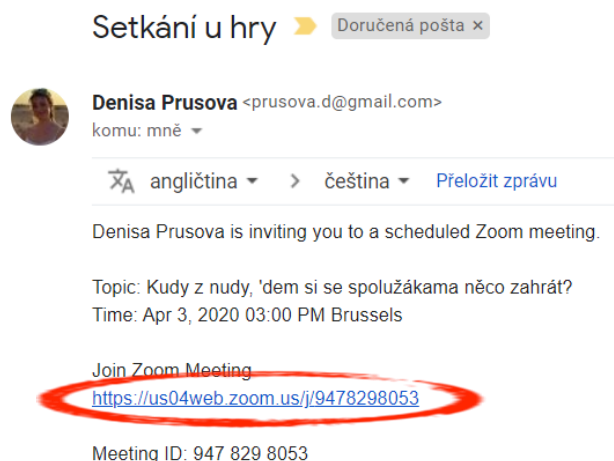 Setkání u hry Doručená pošta ×
Denisa Prusova <prusova.d@gmail.com>
komu: mně
angličtina > čeština Přeložit zprávu
Denisa Prusova is inviting you to a scheduled Zoom meeting.
Topic: Kudy z nudy, 'dem si se spolužákama něco zahrát?
Time: Apr 3, 2020 03:00 PM Brussels
Join Zoom Meeting
https://us04web.zoom.us/j/9478298053
Meeting ID: 947 829 8053